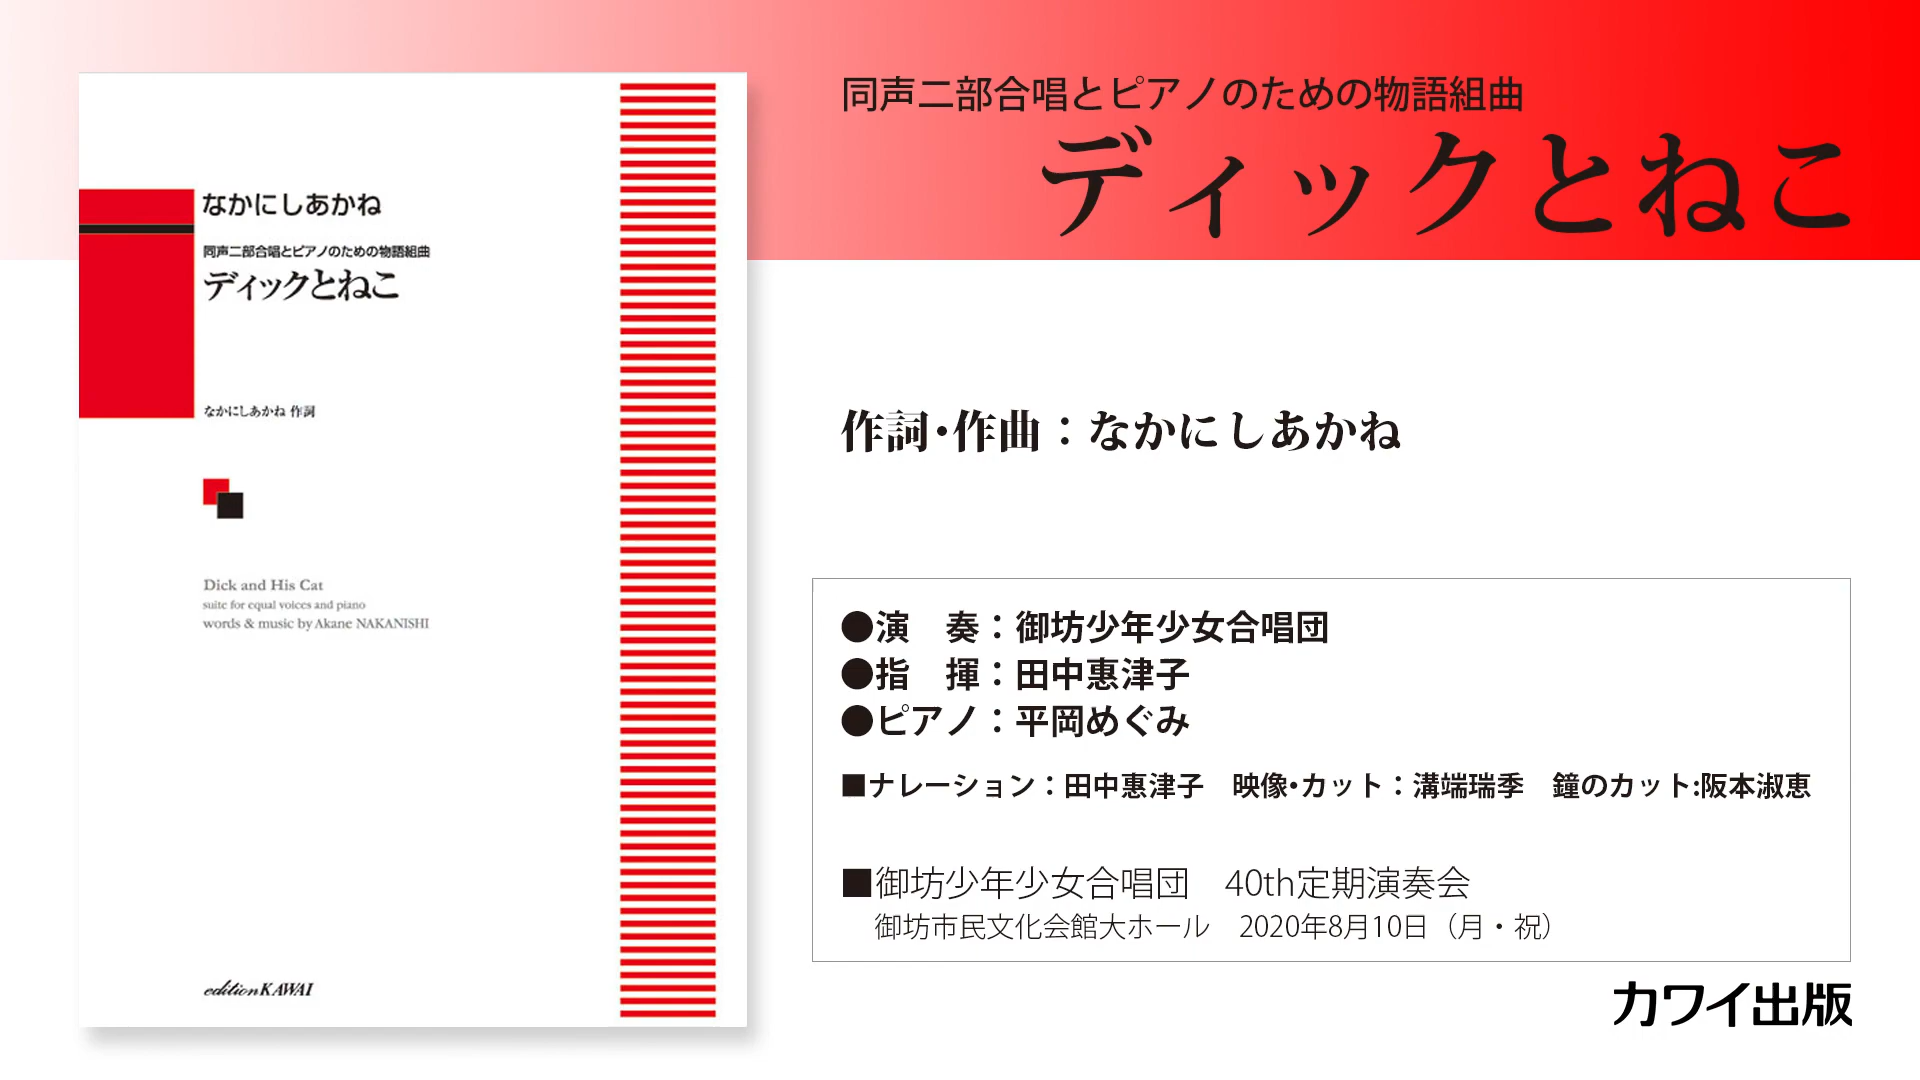 なかにしあかね
同声二部合唱とピアノのための物語組曲
ディックとねこ
なかにしあかね 作詞
Dick and His Cat
suite for equal voices and piano
words & music by Akane NAKANISHI
edition KAWAI
同声二部合唱とピアノのための物語組曲
ディックとねこ
作詞・作曲：なかにしあかね
●演　奏：御坊少年少女合唱団
●指　揮：田中惠津子
●ピアノ：平岡めぐみ
■ナレーション：田中惠津子　映像・カット：溝端瑞季　鐘のカット:阪本淑恵
■御坊少年少女合唱団　40th定期演奏会
御坊市民文化会館大ホール　2020年8月10日（月・祝）
カワイ出版